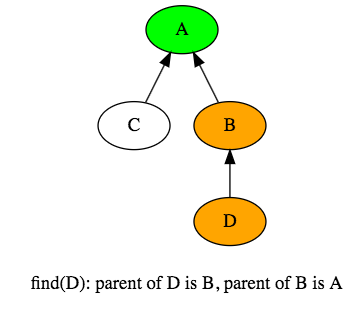 A
C B
D
find(D): parent of D is B, parent of B is A